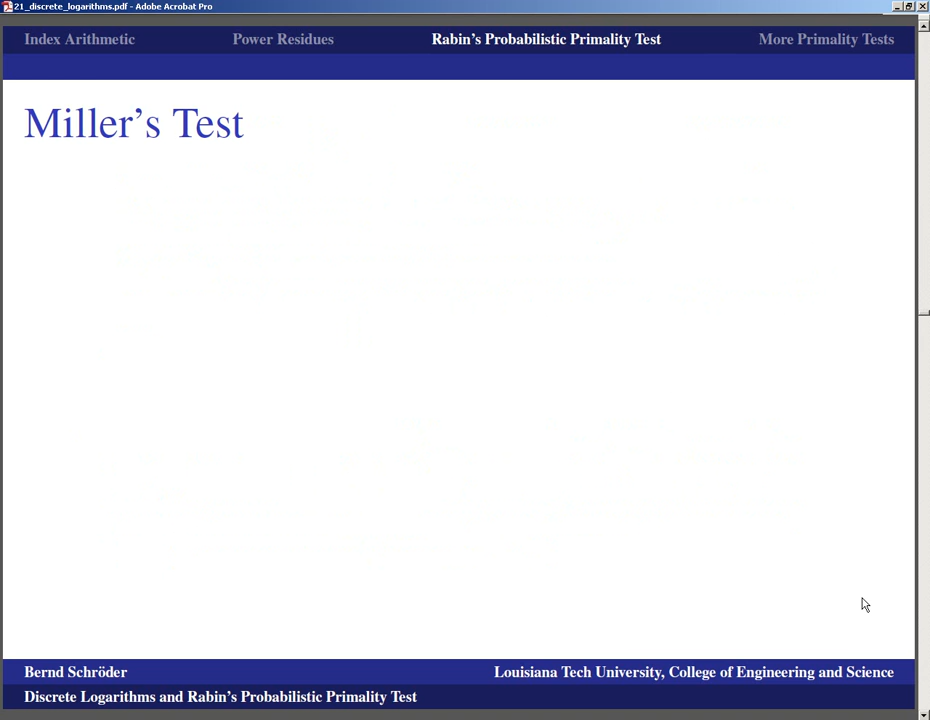 21_discrete_logarithms.pdf - Adobe Acrobat Pro
Index Arithmetic Power Residues Rabin's Probabilistic Primality Test More Primality Tests
Miller's Test
Bernd Schröder Louisiana Tech University, College of Engineering and Science
Discrete Logarithms and Rabin's Probabilistic Primality Test